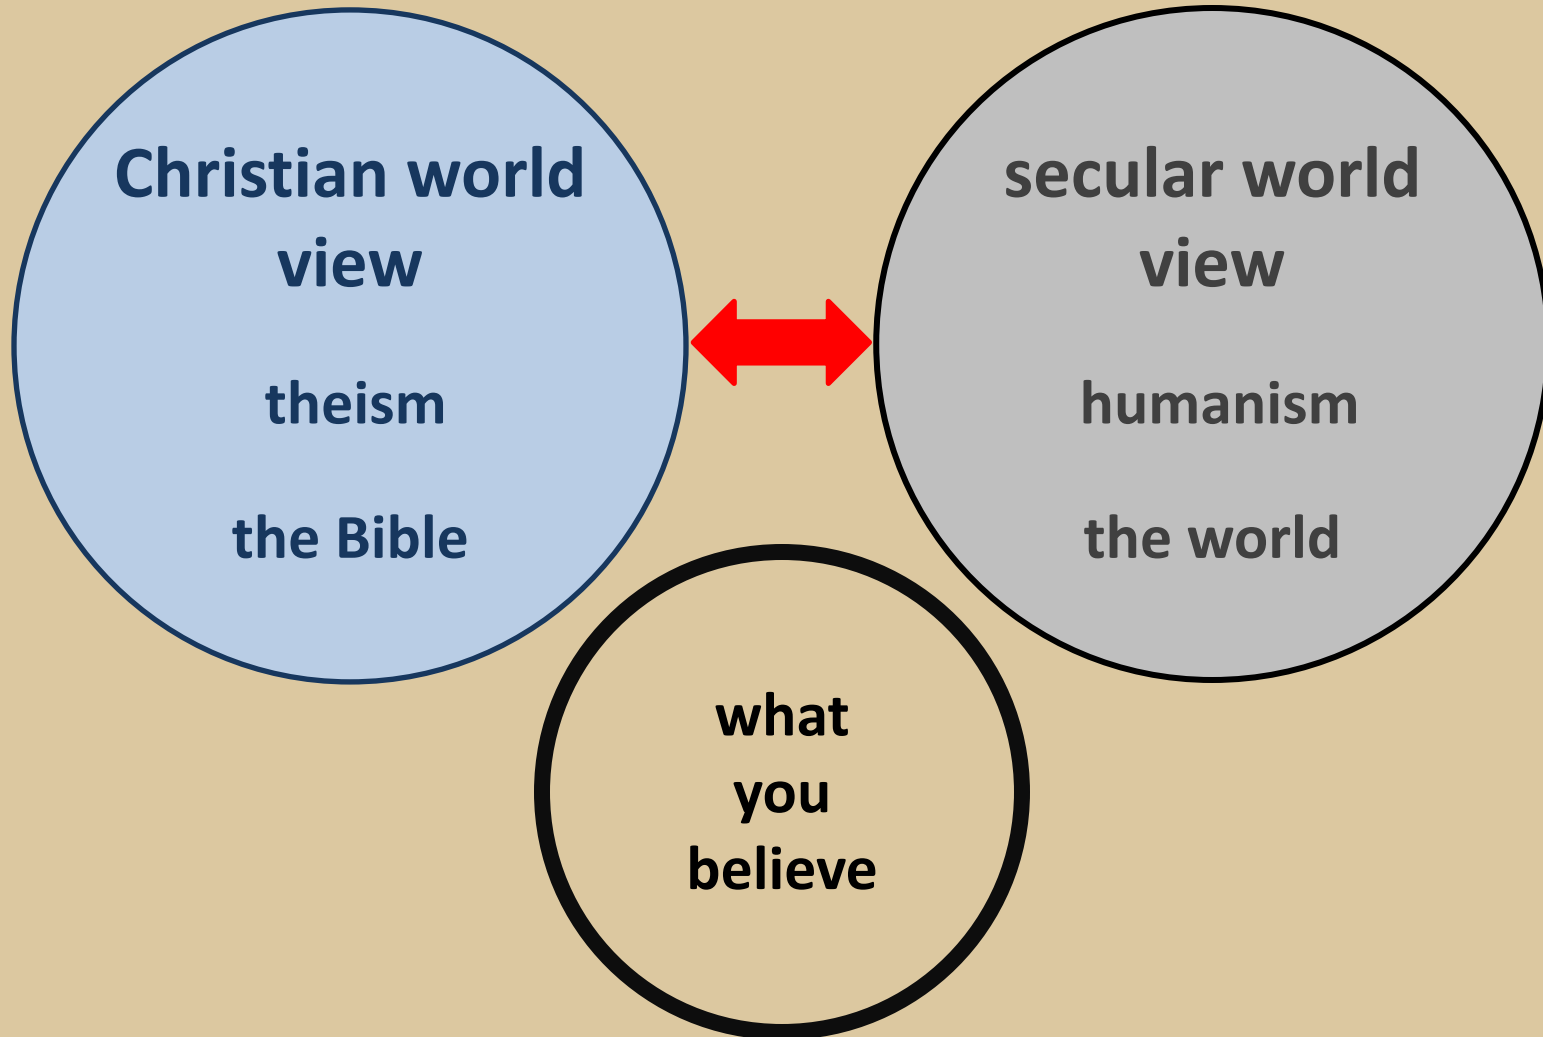 Christian world
view
theism
the Bible
secular world
view
humanism
the world
what
you
believe